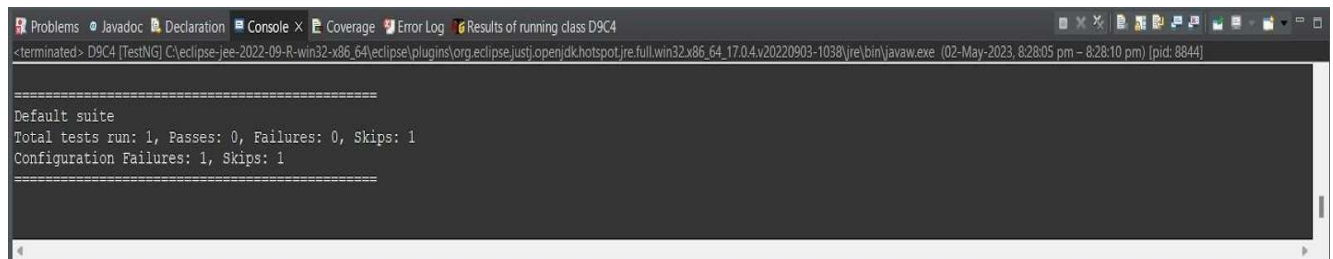 Problems Javadoc Declaration Console × Coverage Error Log Results of running class D9C4
<terminated> D9C4 [TestNG] C:\eclipse-jee-2022-09-R-win32-x86_64\eclipse\plugins\org.eclipse.justj.openjdk.hotspot.jre.full.win32.x86_64_17.0.4.v20220903-1038\jre\bin\javaw.exe (02-May-2023, 8:28:05 pm – 8:28:10 pm) [pid: 8844]
===============================================
Default suite
Total tests run: 1, Passes: 0, Failures: 0, Skips: 1
Configuration Failures: 1, Skips: 1
===============================================